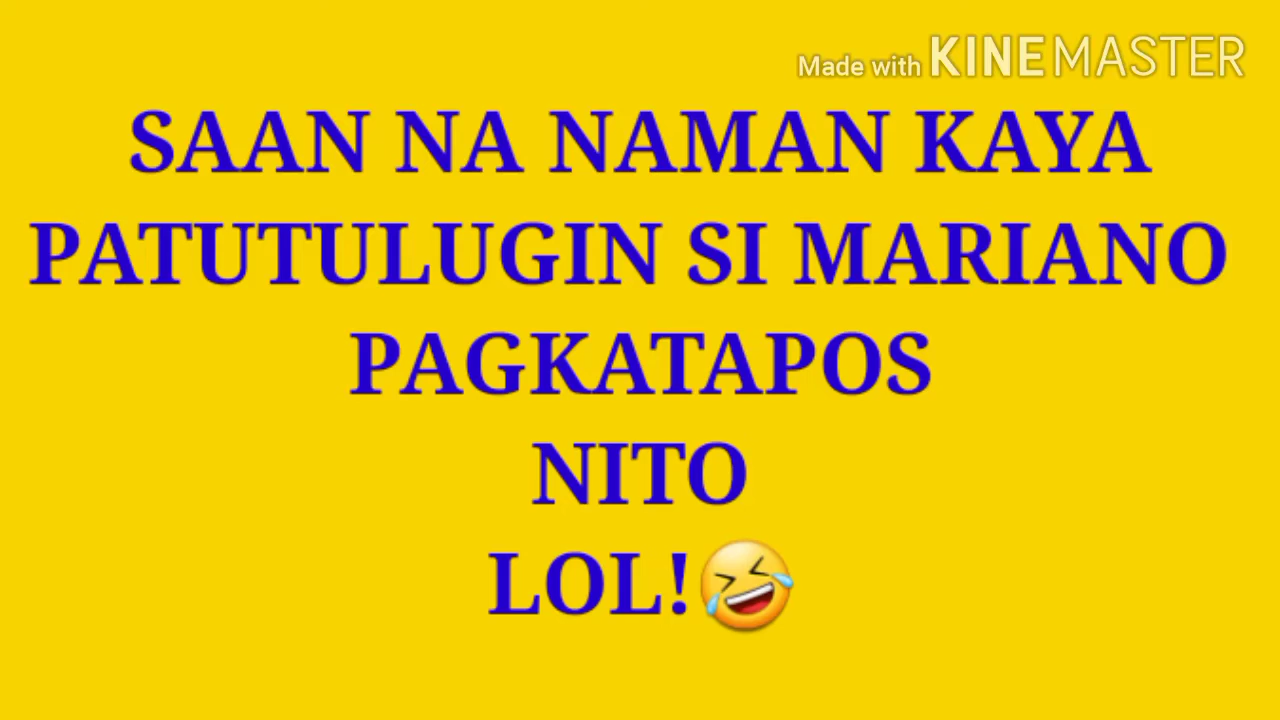 Made with KINEMASTER
SAAN NA NAMAN KAYA
PATUTULUGIN SI MARIANO
PAGKATAPOS
NITO
LOL!🤣